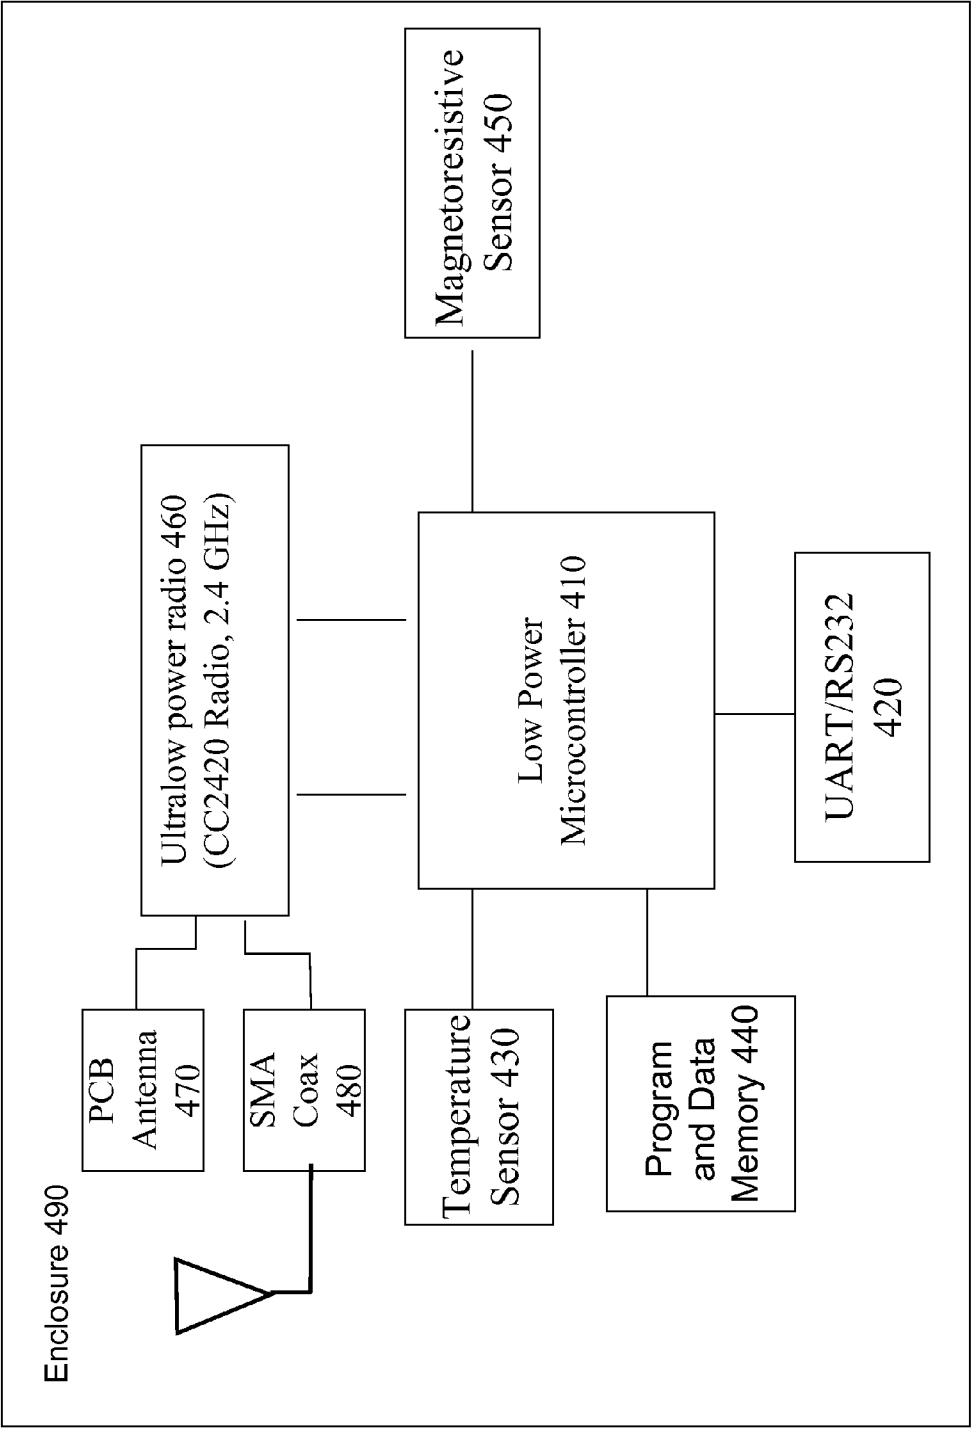 Enclosure 490
PCB
Antenna
470
SMA
Coax
480
Ultralow power radio 460
(CC2420 Radio, 2.4 GHz)
Temperature
Sensor 430
Low Power
Microcontroller 410
Magnetoresistive
Sensor 450
Program
and Data
Memory 440
UART/RS232
420